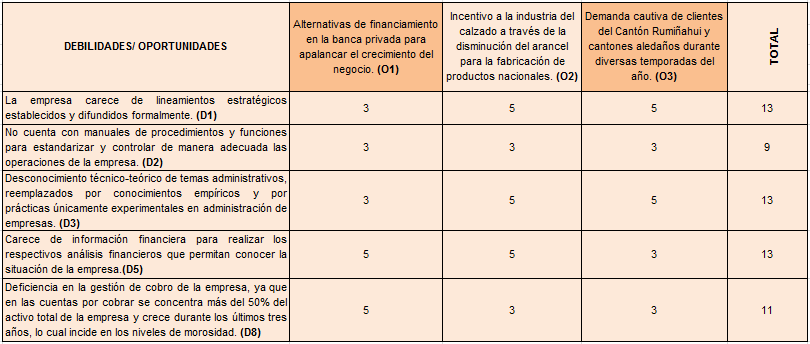 DEBILIDADES/ OPORTUNIDADES
Alternativas de financiamiento
en la banca privada para
apalancar el crecimiento del
negocio. (O1)
Incentivo a la industria del
calzado a través de la
disminución del arancel
para la fabricación de
productos nacionales. (O2)
Demanda cautiva de clientes
del Cantón Rumiñahui y
cantones aledaños durante
diversas temporadas del
año. (O3)
TOTAL
La empresa carece de lineamientos estratégicos
establecidos y difundidos formalmente. (D1)
3
5
5
13
No cuenta con manuales de procedimientos y funciones
para estandarizar y controlar de manera adecuada las
operaciones de la empresa. (D2)
3
3
3
9
Desconocimiento técnico-teórico de temas administrativos,
reemplazados por conocimientos empíricos y por
prácticas únicamente experimentales en administración de
empresas. (D3)
3
5
5
13
Carece de información financiera para realizar los
respectivos análisis financieros que permitan conocer la
situación de la empresa.(D5)
5
5
3
13
Deficiencia en la gestión de cobro de la empresa, ya que
en las cuentas por cobrar se concentra más del 50% del
activo total de la empresa y crece durante los últimos tres
años, lo cual incide en los niveles de morosidad. (D8)
5
3
3
11